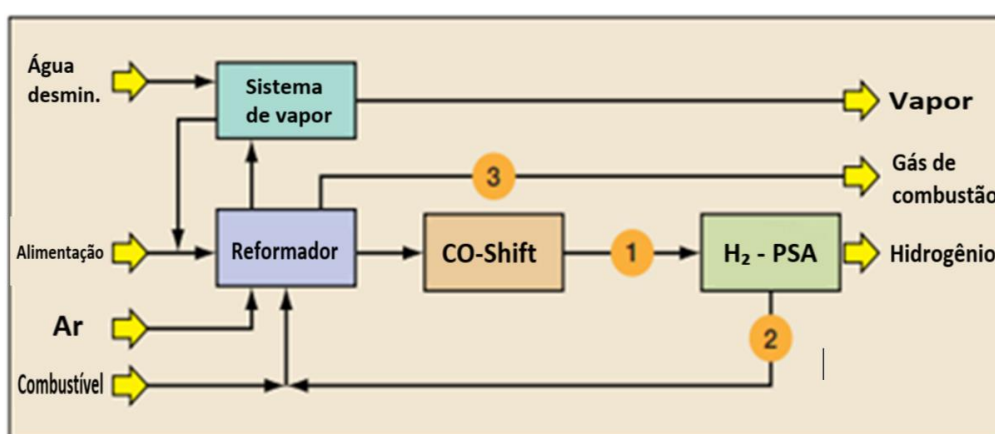 Água
desmin.
Sistema
de vapor
Vapor
3
Gás de
combustão
Alimentação
Reformador
CO-Shift
1
H₂ - PSA
Hidrogênio
Ar
2
Combustível